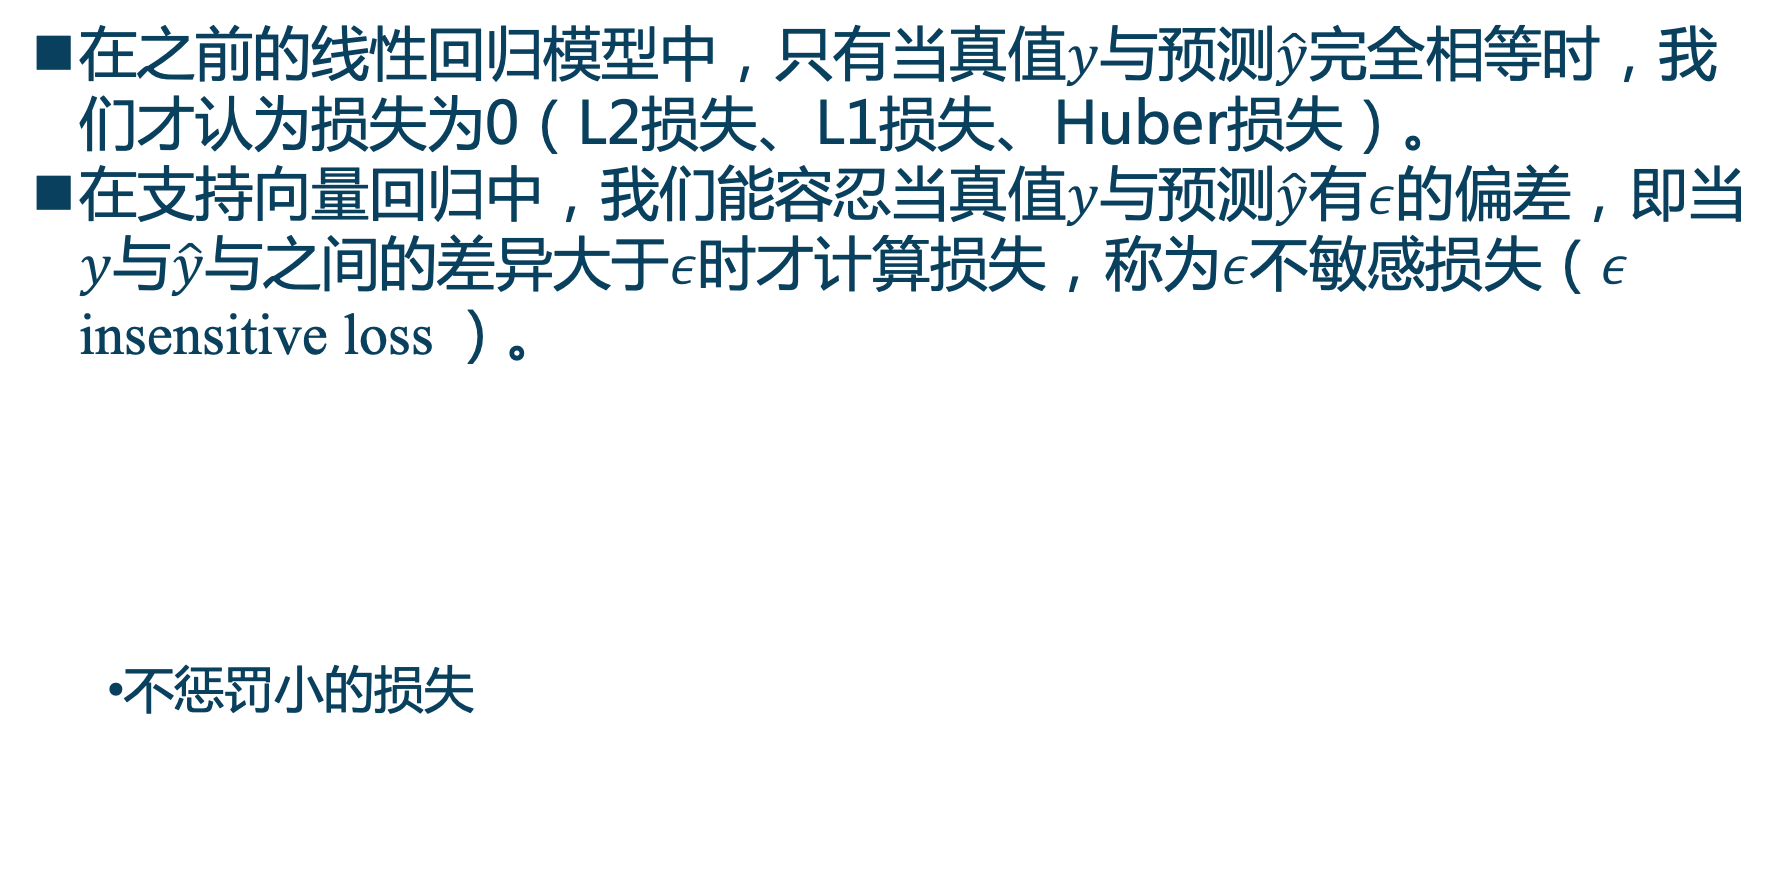 ■在之前的线性回归模型中，只有当真值y与预测ŷ完全相等时，我
们才认为损失为0（L2损失、L1损失、Huber损失）。
■在支持向量回归中，我们能容忍当真值y与预测ŷ有ϵ的偏差，即当
y与ŷ与之间的差异大于ϵ时才计算损失，称为ϵ不敏感损失（ϵ
insensitive loss ）。
•不惩罚小的损失